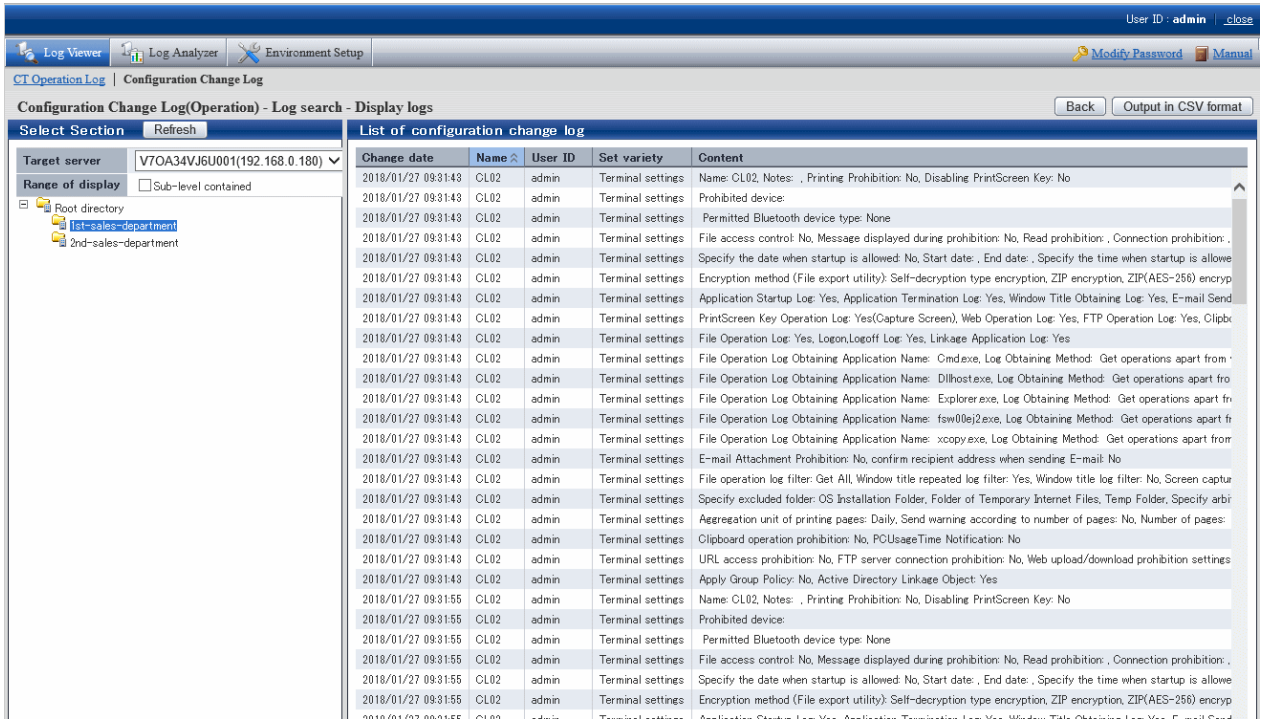 User ID : admin | close
Log Viewer Log Analyzer Environment Setup Modify Password Manual
CT Operation Log | Configuration Change Log
Configuration Change Log(Operation) - Log search - Display logs Back Output in CSV format
Select Section Refresh
Target server V7OA34VJ6U001(192.168.0.180)
Range of display Sub-level contained
Root directory
1st-sales-department
2nd-sales-department
List of configuration change log
Change date Name User ID Set variety Content
2018/01/27 09:31:43 CL02 admin Terminal settings Name: CL02, Notes: , Printing Prohibition: No, Disabling PrintScreen Key: No
2018/01/27 09:31:43 CL02 admin Terminal settings Prohibited device:
2018/01/27 09:31:43 CL02 admin Terminal settings Permitted Bluetooth device type: None
2018/01/27 09:31:43 CL02 admin Terminal settings File access control: No, Message displayed during prohibition: No, Read prohibition: , Connection prohibition: ,
2018/01/27 09:31:43 CL02 admin Terminal settings Specify the date when startup is allowed: No, Start date: , End date: , Specify the time when startup is allowe
2018/01/27 09:31:43 CL02 admin Terminal settings Encryption method (File export utility): Self-decryption type encryption, ZIP encryption, ZIP(AES-256) encryp
2018/01/27 09:31:43 CL02 admin Terminal settings Application Startup Log: Yes, Application Termination Log: Yes, Window Title Obtaining Log: Yes, E-mail Send
2018/01/27 09:31:43 CL02 admin Terminal settings PrintScreen Key Operation Log: Yes(Capture Screen), Web Operation Log: Yes, FTP Operation Log: Yes, Clipbo
2018/01/27 09:31:43 CL02 admin Terminal settings File Operation Log: Yes, Logon,Logoff Log: Yes, Linkage Application Log: Yes
2018/01/27 09:31:43 CL02 admin Terminal settings File Operation Log Obtaining Application Name: Cmd.exe, Log Obtaining Method: Get operations apart from
2018/01/27 09:31:43 CL02 admin Terminal settings File Operation Log Obtaining Application Name: Dllhost.exe, Log Obtaining Method: Get operations apart fro
2018/01/27 09:31:43 CL02 admin Terminal settings File Operation Log Obtaining Application Name: Explorer.exe, Log Obtaining Method: Get operations apart fr
2018/01/27 09:31:43 CL02 admin Terminal settings File Operation Log Obtaining Application Name: fsw00ej2.exe, Log Obtaining Method: Get operations apart fr
2018/01/27 09:31:43 CL02 admin Terminal settings File Operation Log Obtaining Application Name: xcopy.exe, Log Obtaining Method: Get operations apart from
2018/01/27 09:31:43 CL02 admin Terminal settings E-mail Attachment Prohibition: No, confirm recipient address when sending E-mail: No
2018/01/27 09:31:43 CL02 admin Terminal settings File operation log filter: Get All, Window title repeated log filter: Yes, Window title log filter: No, Screen captur
2018/01/27 09:31:43 CL02 admin Terminal settings Specify excluded folder: OS Installation Folder, Folder of Temporary Internet Files, Temp Folder, Specify arbi
2018/01/27 09:31:43 CL02 admin Terminal settings Aggregation unit of printing pages: Daily, Send warning according to number of pages: No, Number of pages:
2018/01/27 09:31:43 CL02 admin Terminal settings Clipboard operation prohibition: No, PCUsageTime Notification: No
2018/01/27 09:31:43 CL02 admin Terminal settings URL access prohibition: No, FTP server connection prohibition: No, Web upload/download prohibition settings
2018/01/27 09:31:43 CL02 admin Terminal settings Apply Group Policy: No, Active Directory Linkage Object: Yes
2018/01/27 09:31:55 CL02 admin Terminal settings Name: CL02, Notes: , Printing Prohibition: No, Disabling PrintScreen Key: No
2018/01/27 09:31:55 CL02 admin Terminal settings Prohibited device:
2018/01/27 09:31:55 CL02 admin Terminal settings Permitted Bluetooth device type: None
2018/01/27 09:31:55 CL02 admin Terminal settings File access control: No, Message displayed during prohibition: No, Read prohibition: , Connection prohibition: ,
2018/01/27 09:31:55 CL02 admin Terminal settings Specify the date when startup is allowed: No, Start date: , End date: , Specify the time when startup is allowe
2018/01/27 09:31:55 CL02 admin Terminal settings Encryption method (File export utility): Self-decryption type encryption, ZIP encryption, ZIP(AES-256) encryp